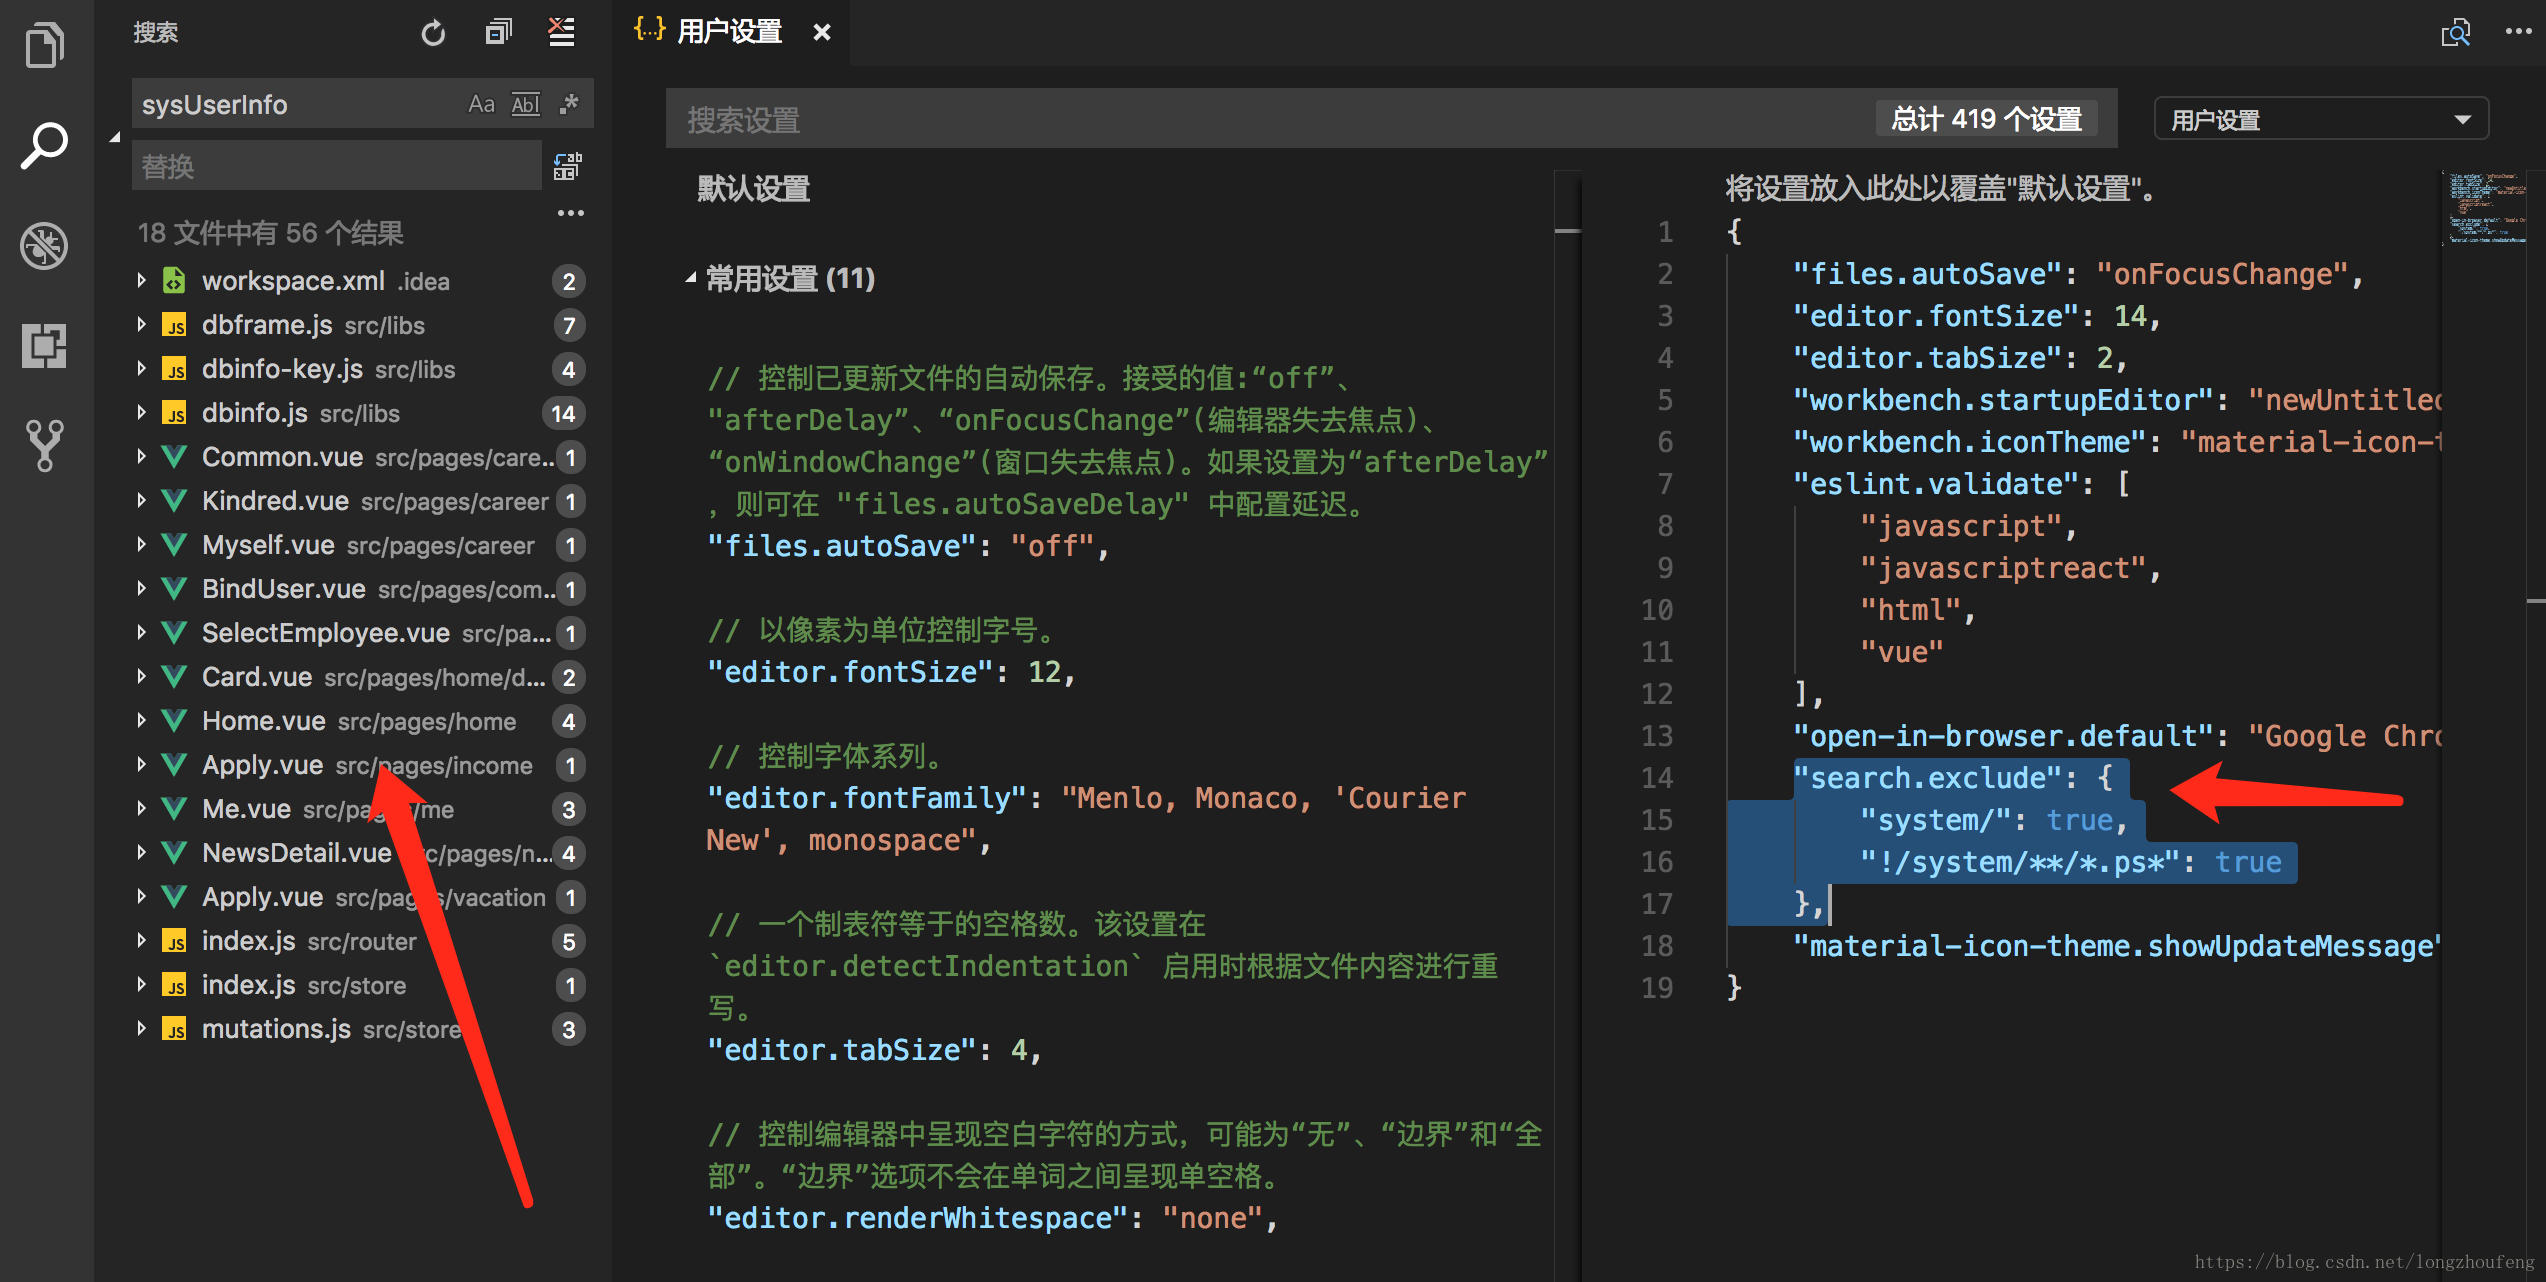 搜索
sysUserInfo
Aa Abl .*
替换
18 文件中有 56 个结果
workspace.xml .idea 2
dbframe.js src/libs 7
dbinfo-key.js src/libs 4
dbinfo.js src/libs 14
Common.vue src/pages/care... 1
Kindred.vue src/pages/career 1
Myself.vue src/pages/career 1
BindUser.vue src/pages/com... 1
SelectEmployee.vue src/pa... 1
Card.vue src/pages/home/d... 2
Home.vue src/pages/home 4
Apply.vue src/pages/income 1
Me.vue src/pages/me 3
NewsDetail.vue src/pages/n... 4
Apply.vue src/pages/vacation 1
index.js src/router 5
index.js src/store 1
mutations.js src/store 3
{..} 用户设置 ×
搜索设置 总计 419 个设置
用户设置
默认设置
常用设置 (11)
// 控制已更新文件的自动保存。接受的值:“off”、
"afterDelay”、“onFocusChange”(编辑器失去焦点)、
“onWindowChange”(窗口失去焦点)。如果设置为“afterDelay”
，则可在 "files.autoSaveDelay" 中配置延迟。
"files.autoSave": "off",
// 以像素为单位控制字号。
"editor.fontSize": 12,
// 控制字体系列。
"editor.fontFamily": "Menlo, Monaco, 'Courier
New', monospace",
// 一个制表符等于的空格数。该设置在
`editor.detectIndentation` 启用时根据文件内容进行重
写。
"editor.tabSize": 4,
// 控制编辑器中呈现空白字符的方式，可能为“无”、“边界”和“全
部”。“边界”选项不会在单词之间呈现单空格。
"editor.renderWhitespace": "none",
将设置放入此处以覆盖"默认设置"。
1 {
2 "files.autoSave": "onFocusChange",
3 "editor.fontSize": 14,
4 "editor.tabSize": 2,
5 "workbench.startupEditor": "newUntitled
6 "workbench.iconTheme": "material-icon-t
7 "eslint.validate": [
8 "javascript",
9 "javascriptreact",
10 "html",
11 "vue"
12 ],
13 "open-in-browser.default": "Google Chro
14 "search.exclude": {
15 "system/": true,
16 "!/system/**/*.ps*": true
17 },
18 "material-icon-theme.showUpdateMessage"
19 }
https://blog.csdn.net/longzhoufeng